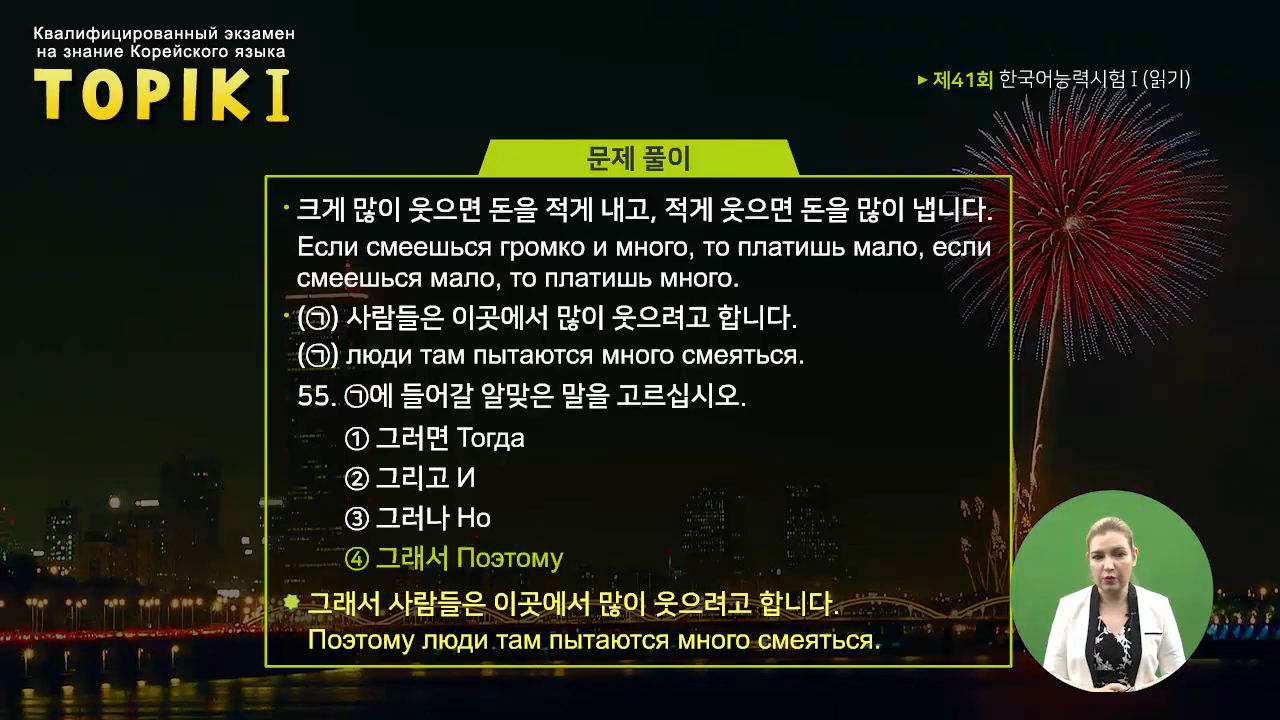 Квалифицированный экзамен
на знание Корейского языка
TOPIK I
▸ 제41회 한국어능력시험 I (읽기)
문제 풀이
· 크게 많이 웃으면 돈을 적게 내고, 적게 웃으면 돈을 많이 냅니다.
Если смеешься громко и много, то платишь мало, если
смеешься мало, то платишь много.
· (㉠) 사람들은 이곳에서 많이 웃으려고 합니다.
(㉠) люди там пытаются много смеяться.
55. ㉠에 들어갈 알맞은 말을 고르십시오.
① 그러면 Тогда
② 그리고 И
③ 그러나 Но
④ 그래서 Поэтому
그래서 사람들은 이곳에서 많이 웃으려고 합니다.
Поэтому люди там пытаются много смеяться.